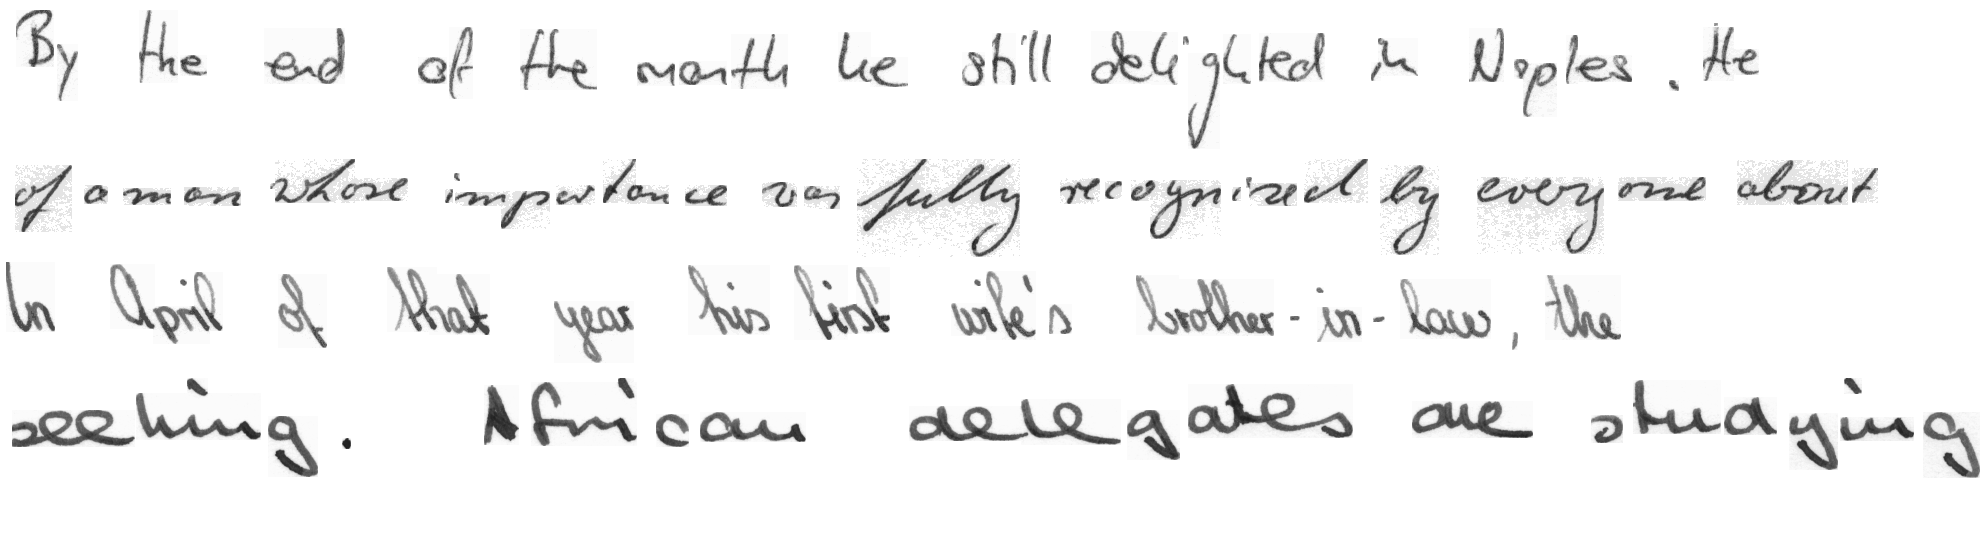 By the end of the month he still delighted in Naples. He
of a man whose importance was fully recognized by everyone about
In April of that year his first wife's brother-in-law, the
seeking. African delegates are studying